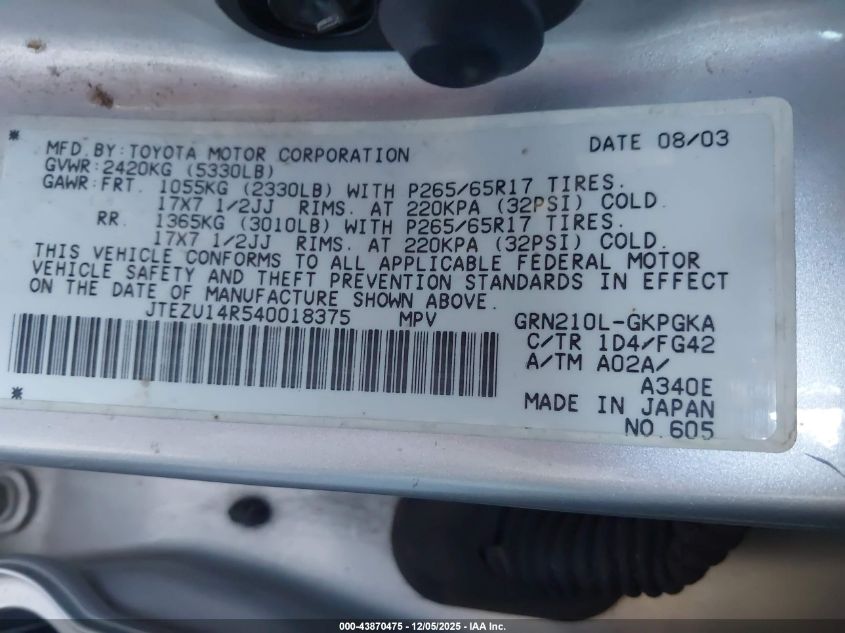 * MFD. BY: TOYOTA MOTOR CORPORATION DATE 08/03
GVWR: 2420KG (5330LB)
GAWR: FRT. 1055KG (2330LB) WITH P265/65R17 TIRES.
17X7 1/2JJ RIMS. AT 220KPA (32PSI) COLD.
RR. 1365KG (3010LB) WITH P265/65R17 TIRES.
17X7 1/2JJ RIMS. AT 220KPA (32PSI) COLD.
THIS VEHICLE CONFORMS TO ALL APPLICABLE FEDERAL MOTOR
VEHICLE SAFETY AND THEFT PREVENTION STANDARDS IN EFFECT
ON THE DATE OF MANUFACTURE SHOWN ABOVE.
JTEZU14R540018375 MPV GRN210L-GKPGKA
C/TR 1D4/FG42
A/TM A02A/
A340E
* MADE IN JAPAN
NO.605
000-43870475 - 12/05/2025 - IAA Inc.